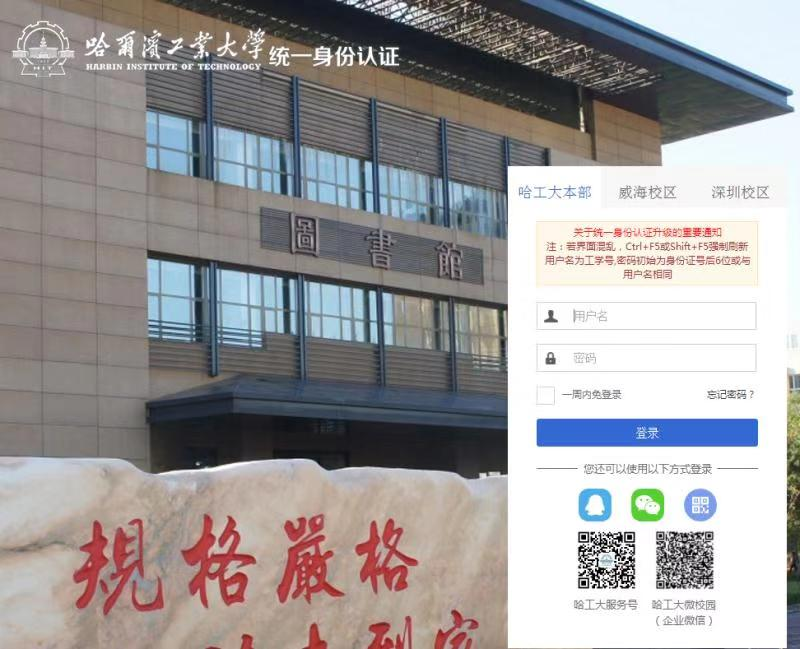 哈爾濱工業大學
HARBIN INSTITUTE OF TECHNOLOGY
统一身份认证
圖書館
哈工大本部 威海校区 深圳校区
关于统一身份认证升级的重要通知
注：若界面混乱，Ctrl+F5或Shift+F5强制刷新
用户名为工学号,密码初始为身份证号后6位或与
用户名相同
用户名
密码
一周内免登录 忘记密码？
登录
您还可以使用以下方式登录
哈工大服务号 哈工大微校园
（企业微信）
規格嚴格
到家